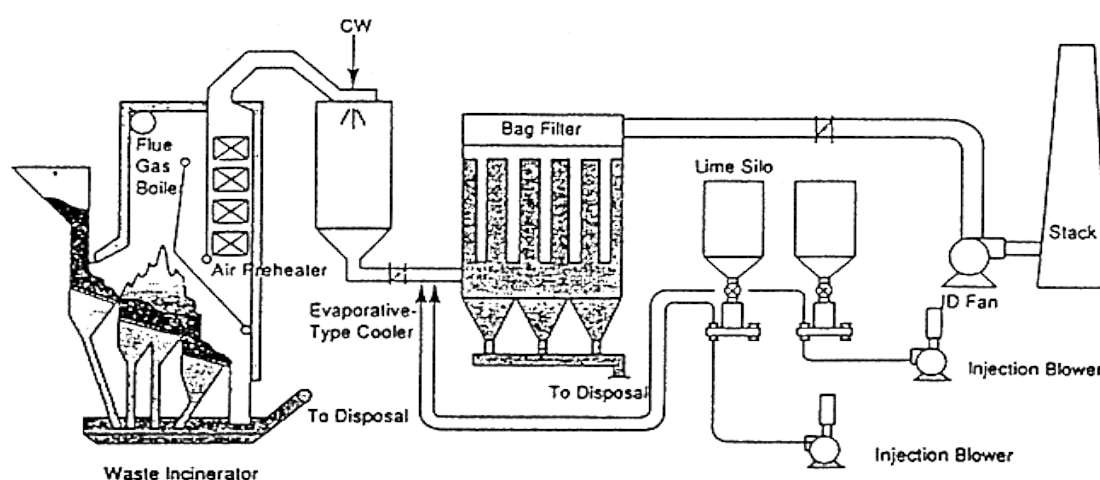 CW
Bag Filter
Flue
Gas
Boile
Lime Silo
Stack
Air Preheater
Evaporative-
Type Cooler
ID Fan
To Disposal
Injection Blower
To Disposal
Injection Blower
Waste Incinerator